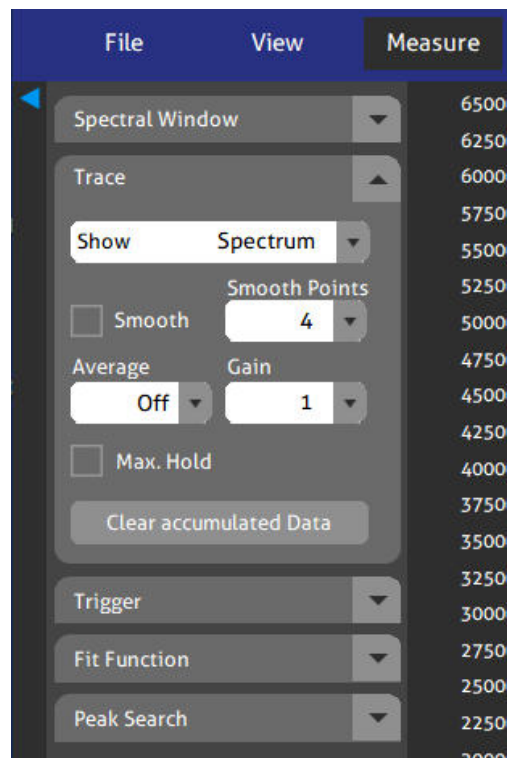 File View Measure
Spectral Window
Trace
Show Spectrum
Smooth Points
Smooth 4
Average Gain
Off 1
Max. Hold
Clear accumulated Data
Trigger
Fit Function
Peak Search
6500
6250
6000
5750
5500
5250
5000
4750
4500
4250
4000
3750
3500
3250
3000
2750
2500
2250